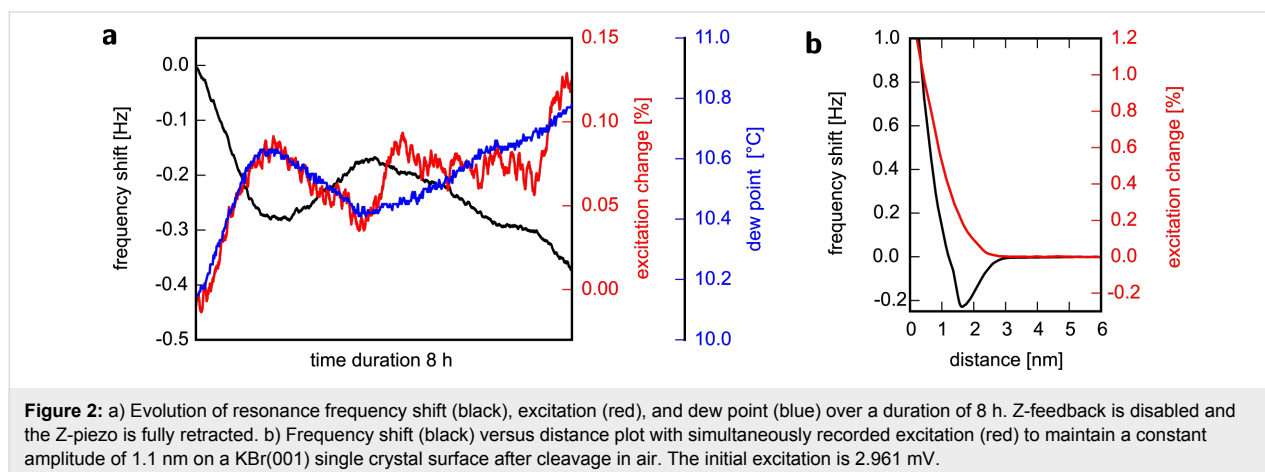 a
0.0
-0.1
-0.2
-0.3
-0.4
-0.5
frequency shift [Hz]
time duration 8 h
0.15
0.10
0.05
0.00
excitation change [%]
11.0
10.8
10.6
10.4
10.2
10.0
dew point [°C]
b
1.0
0.8
0.6
0.4
0.2
0.0
-0.2
frequency shift [Hz]
0 1 2 3 4 5 6
distance [nm]
1.2
1.0
0.8
0.6
0.4
0.2
0.0
-0.2
excitation change [%]
Figure 2: a) Evolution of resonance frequency shift (black), excitation (red), and dew point (blue) over a duration of 8 h. Z-feedback is disabled and
the Z-piezo is fully retracted. b) Frequency shift (black) versus distance plot with simultaneously recorded excitation (red) to maintain a constant
amplitude of 1.1 nm on a KBr(001) single crystal surface after cleavage in air. The initial excitation is 2.961 mV.